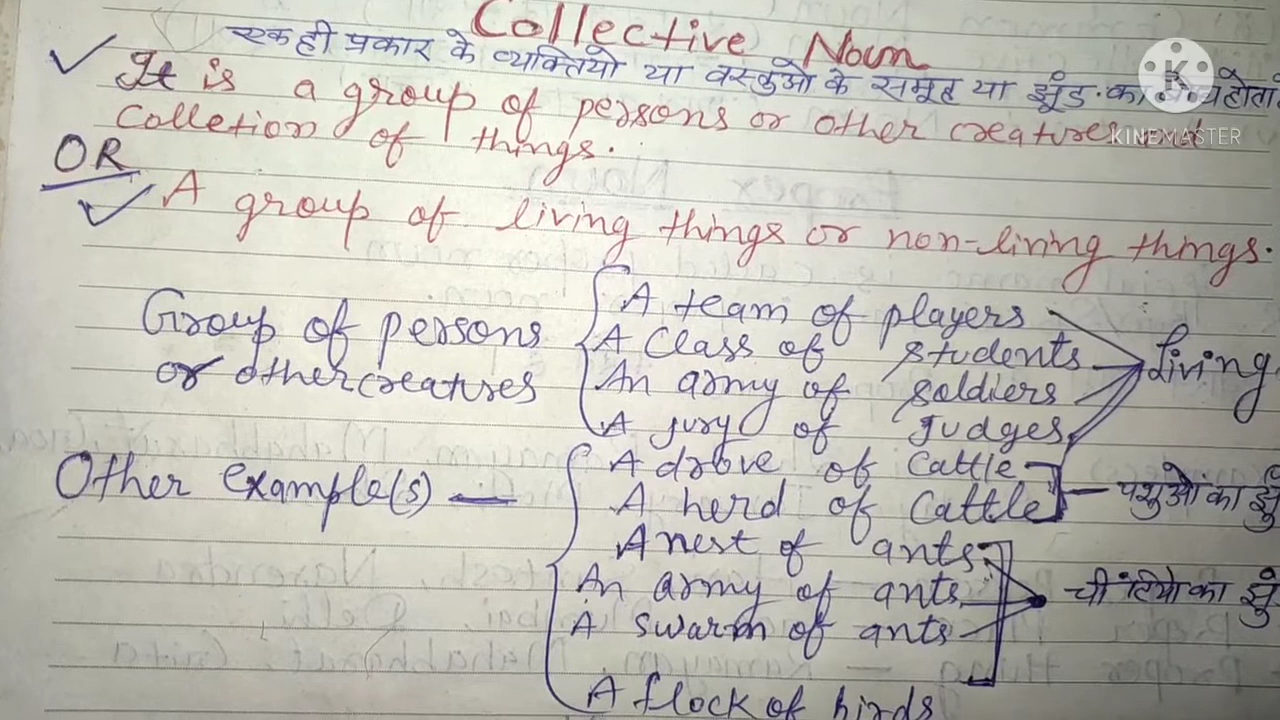 Collective Noun
एक ही प्रकार के व्यक्तियो या वस्तुओ के समूह या झुंड का होता
It is a group of persons or other creatures and
Colletion of things.
OR
A group of living things or non-living things.
Group of persons
or other creatures
A team of players
A Class of students
An army of soldiers
A jury of judges
Living
Other example(s) —
A drove of cattle
A herd of Cattle
पशुओ का झुं
A nest of ants
An army of ants
A swarm of ants
चीटियो का झुं
A flock of birds
K
KINEMASTER